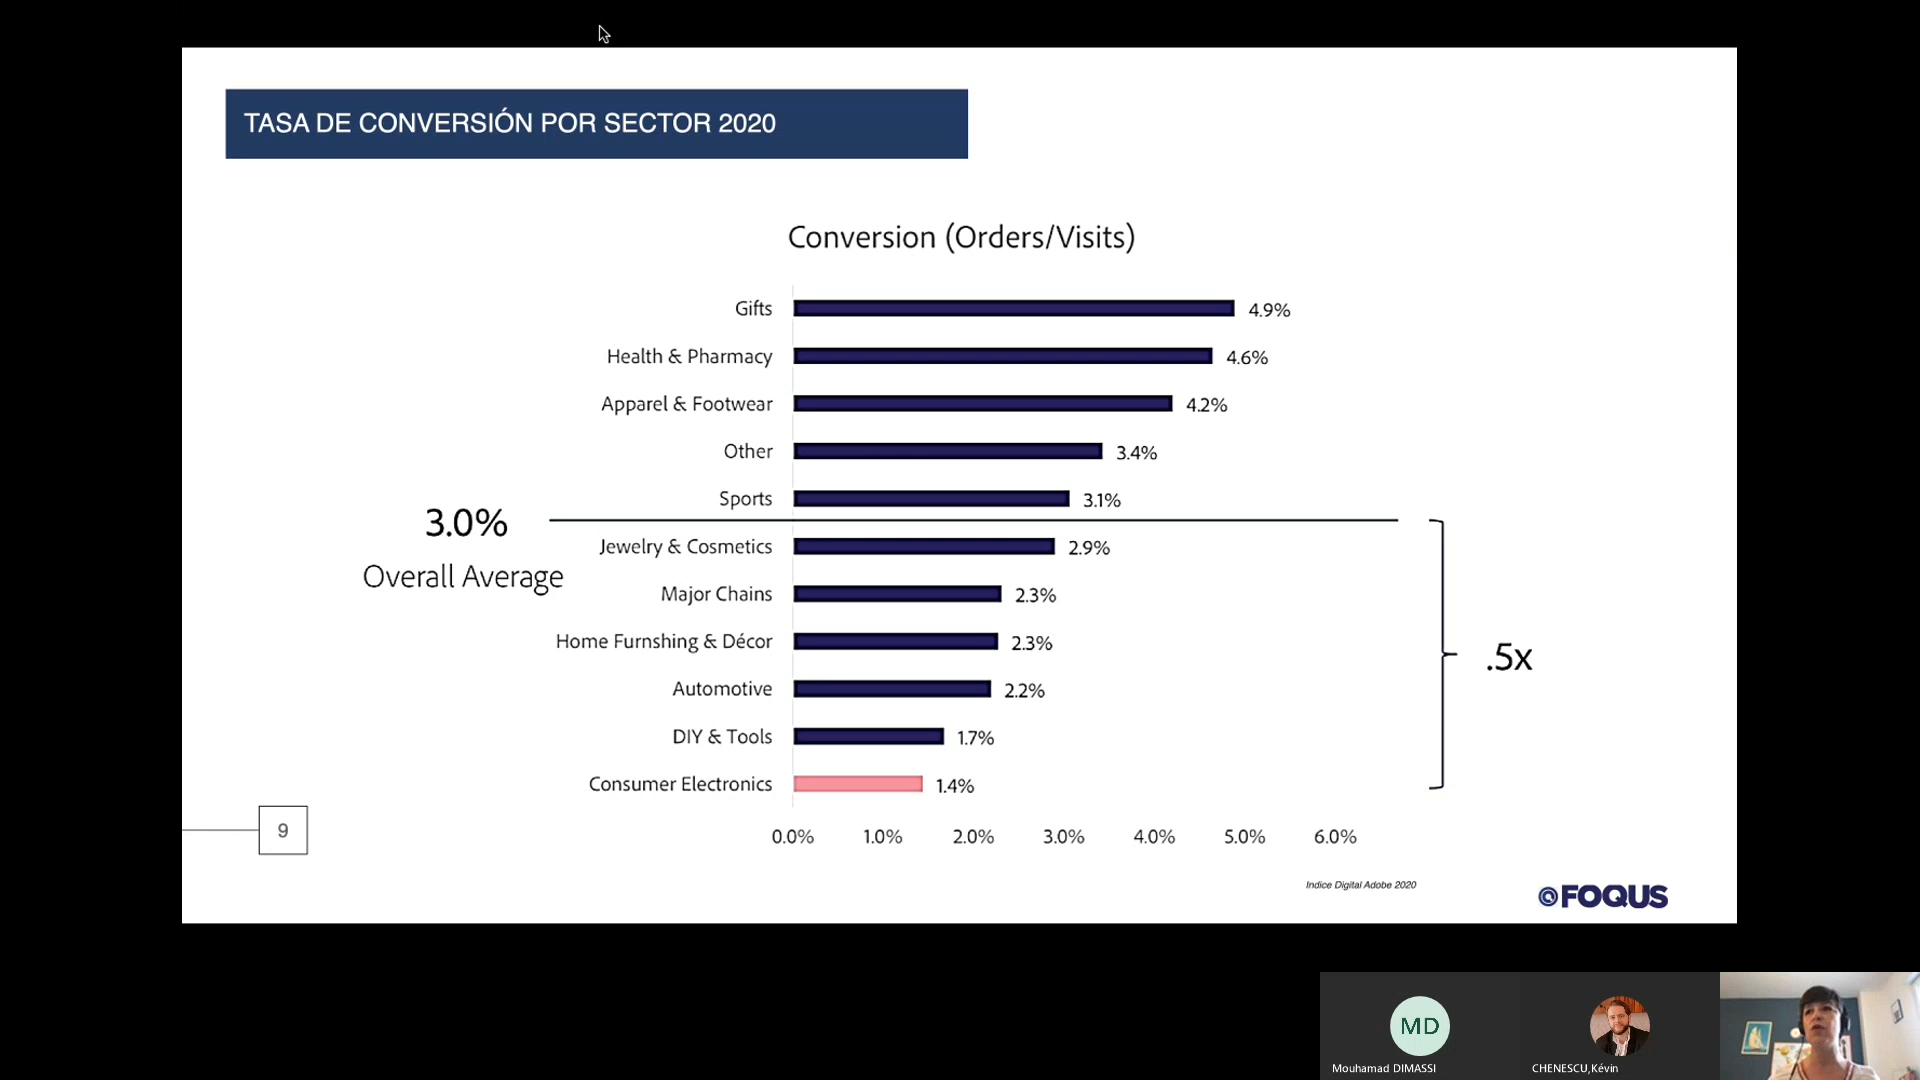 TASA DE CONVERSIÓN POR SECTOR 2020
Conversion (Orders/Visits)
Gifts 4.9%
Health & Pharmacy 4.6%
Apparel & Footwear 4.2%
Other 3.4%
Sports 3.1%
3.0%
Overall Average
Jewelry & Cosmetics 2.9%
Major Chains 2.3%
Home Furnshing & Décor 2.3%
Automotive 2.2%
DIY & Tools 1.7%
Consumer Electronics 1.4%
.5x
0.0% 1.0% 2.0% 3.0% 4.0% 5.0% 6.0%
9
Indice Digital Adobe 2020
FOQUS
MD
Mouhamad DIMASSI
CHENESCU,Kévin